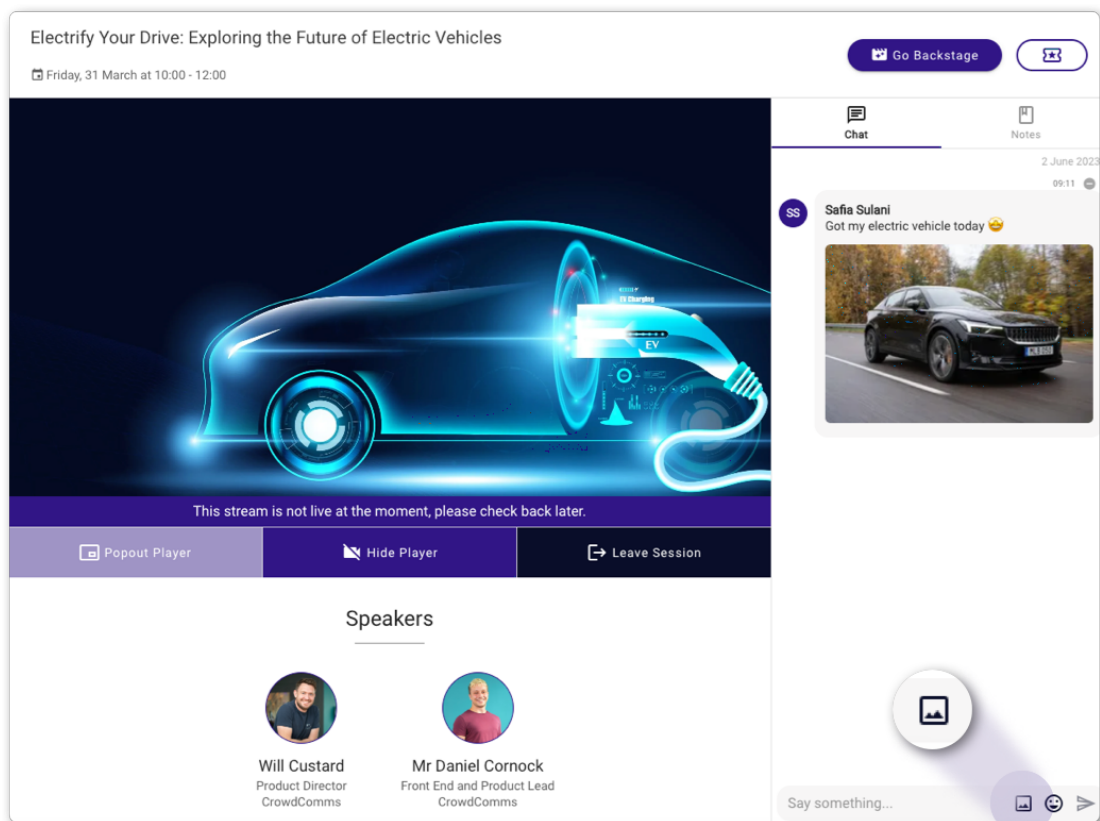 Electrify Your Drive: Exploring the Future of Electric Vehicles
Friday, 31 March at 10:00 - 12:00
Go Backstage
Chat
Notes
2 June 2023
09:11
SS
Safia Sulani
Got my electric vehicle today 🤩
EV Charging
EV
This stream is not live at the moment, please check back later.
Popout Player
Hide Player
Leave Session
Speakers
Will Custard
Product Director
CrowdComms
Mr Daniel Cornock
Front End and Product Lead
CrowdComms
Say something...